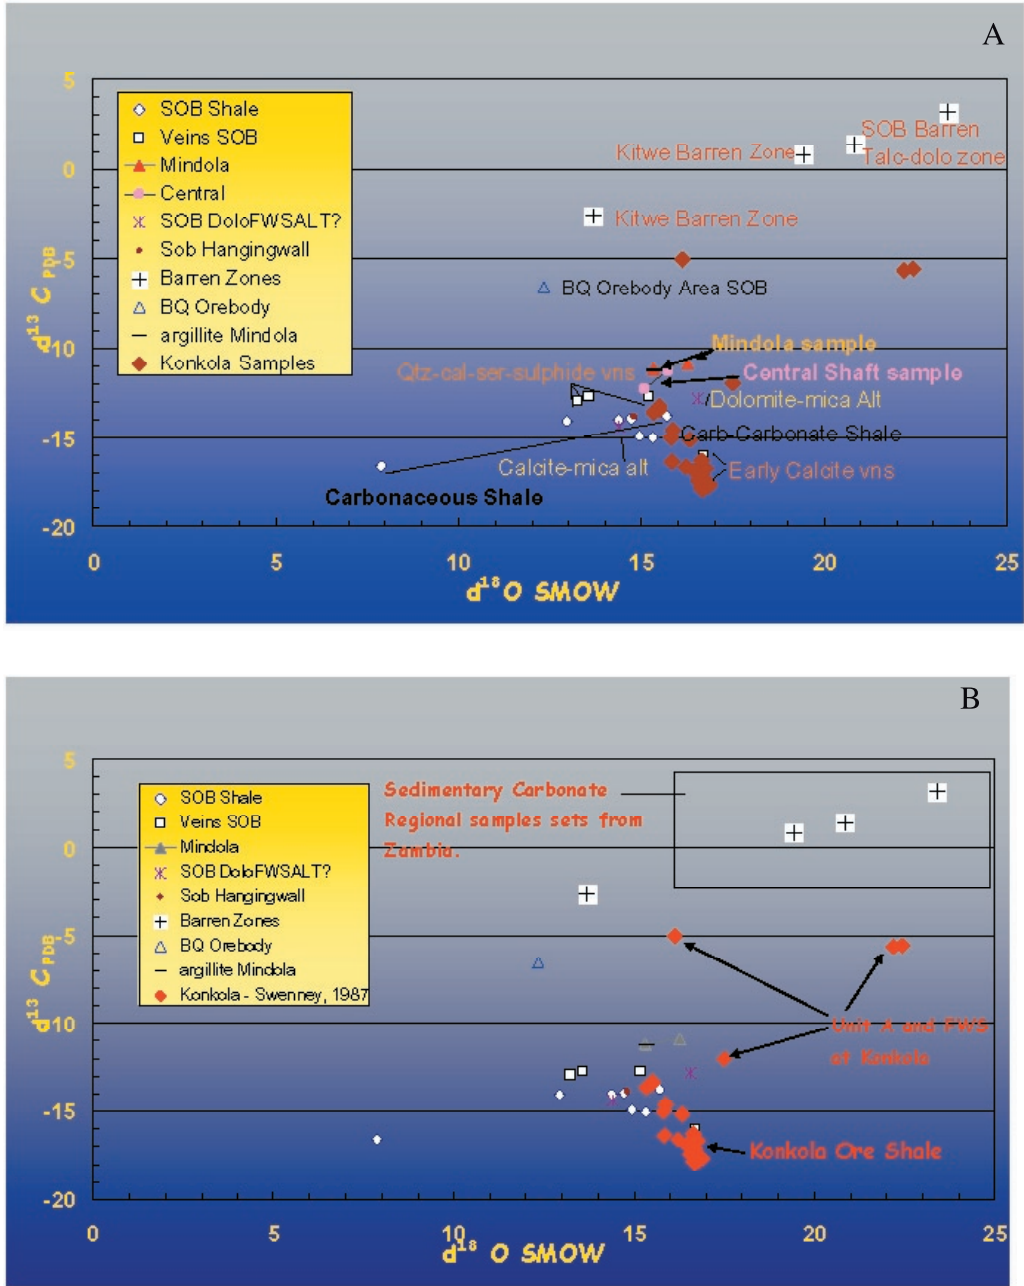 A
5
0
-5
-10
-15
-20
d13 C PDB
SOB Shale
Veins SOB
Mindola
Central
SOB DoloFWSALT?
Sob Hangingwall
Barren Zones
BQ Orebody
argillite Mindola
Konkola Samples
SOB Barren
Talc-dolo zone
Kitwe Barren Zone
Kitwe Barren Zone
BQ Orebody Area SOB
Mindola sample
Qtz-cal-ser-sulphide vns
Central Shaft sample
Dolomite-mica Alt
Carb-Carbonate Shale
Calcite-mica alt
Early Calcite vns
Carbonaceous Shale
0 5 10 15 20 25
d18O SMOW
B
5
0
-5
-10
-15
-20
d13 C PDB
SOB Shale
Veins SOB
Mindola
SOB DoloFWSALT?
Sob Hangingwall
Barren Zones
BQ Orebody
argillite Mindola
Konkola - Swenney, 1987
Sedimentary Carbonate
Regional samples sets from
Zambia.
Unit A and FWS
at Konkola
Konkola Ore Shale
0 5 10 15 20 25
d18 O SMOW